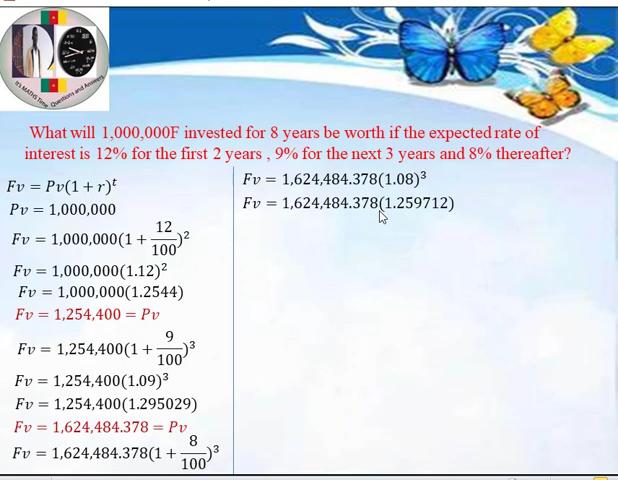 It's MATHS Time Questions and Answers
What will 1,000,000F invested for 8 years be worth if the expected rate of
interest is 12% for the first 2 years , 9% for the next 3 years and 8% thereafter?
Fv = Pv(1 + r)^t
Pv = 1,000,000
Fv = 1,000,000(1 + 12/100)^2
Fv = 1,000,000(1.12)^2
Fv = 1,000,000(1.2544)
Fv = 1,254,400 = Pv
Fv = 1,254,400(1 + 9/100)^3
Fv = 1,254,400(1.09)^3
Fv = 1,254,400(1.295029)
Fv = 1,624,484.378 = Pv
Fv = 1,624,484.378(1 + 8/100)^3
Fv = 1,624,484.378(1.08)^3
Fv = 1,624,484.378(1.259712)